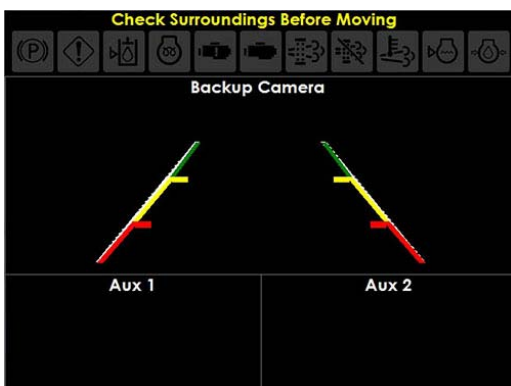 Check Surroundings Before Moving
(P)
Backup Camera
Aux 1
Aux 2